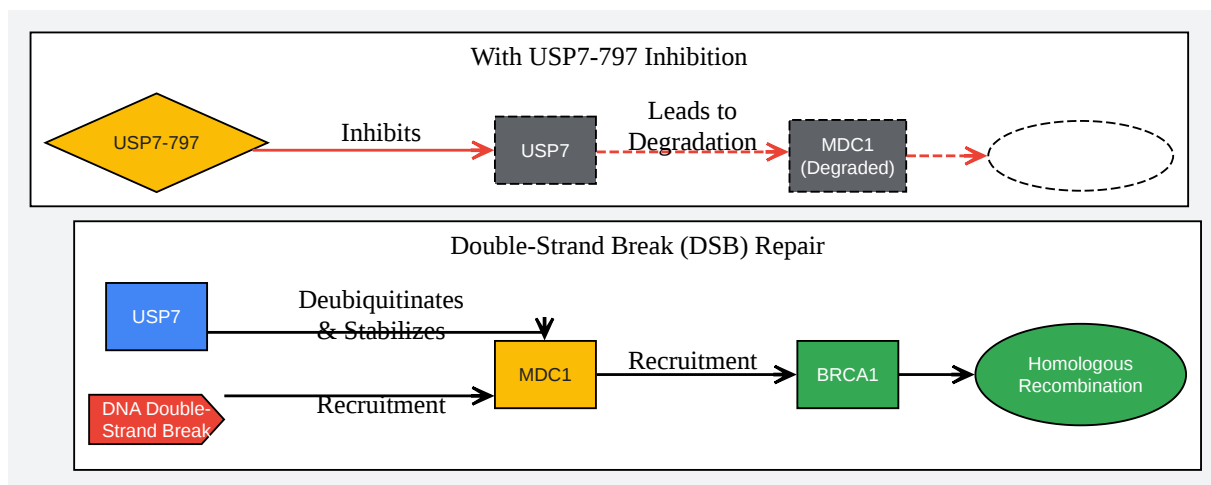 With USP7-797 Inhibition
USP7-797
Inhibits
USP7
Leads to
Degradation
MDC1
(Degraded)
Double-Strand Break (DSB) Repair
USP7
Deubiquitinates
& Stabilizes
DNA Double-
Strand Break
Recruitment
MDC1
Recruitment
BRCA1
Homologous
Recombination